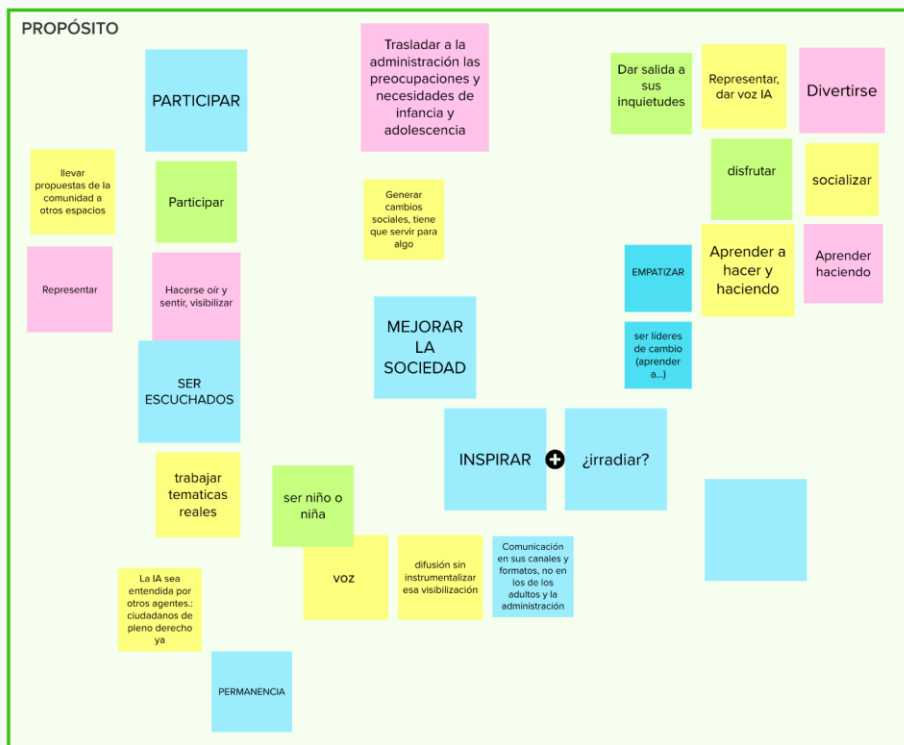 PROPÓSITO
PARTICIPAR
Trasladar a la
administración las
preocupaciones y
necesidades de
infancia y
adolescencia
Dar salida a
sus
inquietudes
Representar,
dar voz IA
Divertirse
llevar
propuestas de la
comunidad a
otros espacios
Participar
Generar
cambios
sociales, tiene
que servir para
algo
disfrutar
socializar
Representar
Hacerse oír y
sentir, visibilizar
EMPATIZAR
Aprender a
hacer y
haciendo
Aprender
haciendo
MEJORAR
LA
SOCIEDAD
ser líderes
de cambio
(aprender
a...)
SER
ESCUCHADOS
INSPIRAR
¿irradiar?
trabajar
tematicas
reales
ser niño o
niña
voz
difusión sin
instrumentalizar
esa visibilización
Comunicación
en sus canales y
formatos, no en
los de los
adultos y la
administración
La IA sea
entendida por
otros agentes.:
ciudadanos de
pleno derecho
ya
PERMANENCIA